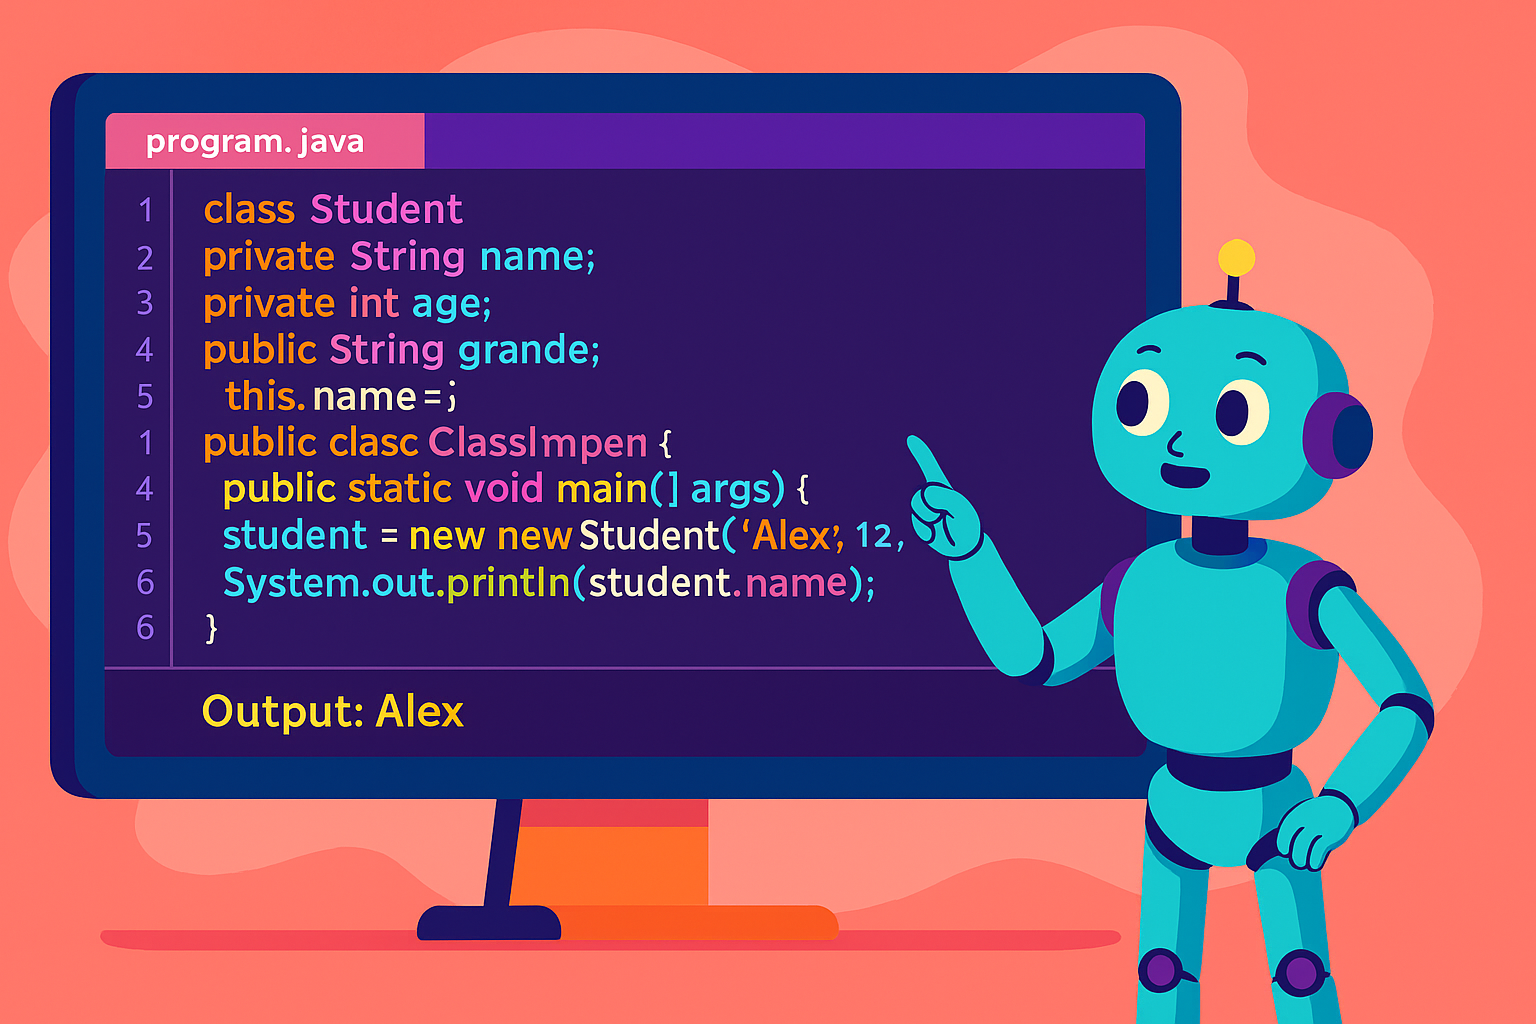 program. java
1 class Student
2 private String name;
3 private int age;
4 public String grande;
5 this. name =;
1 public clasc ClassImpen {
4 public static void main(] args) {
5 student = new new Student(‘Alex’, 12,
6 System.out.println(student.name);
6 }
Output: Alex